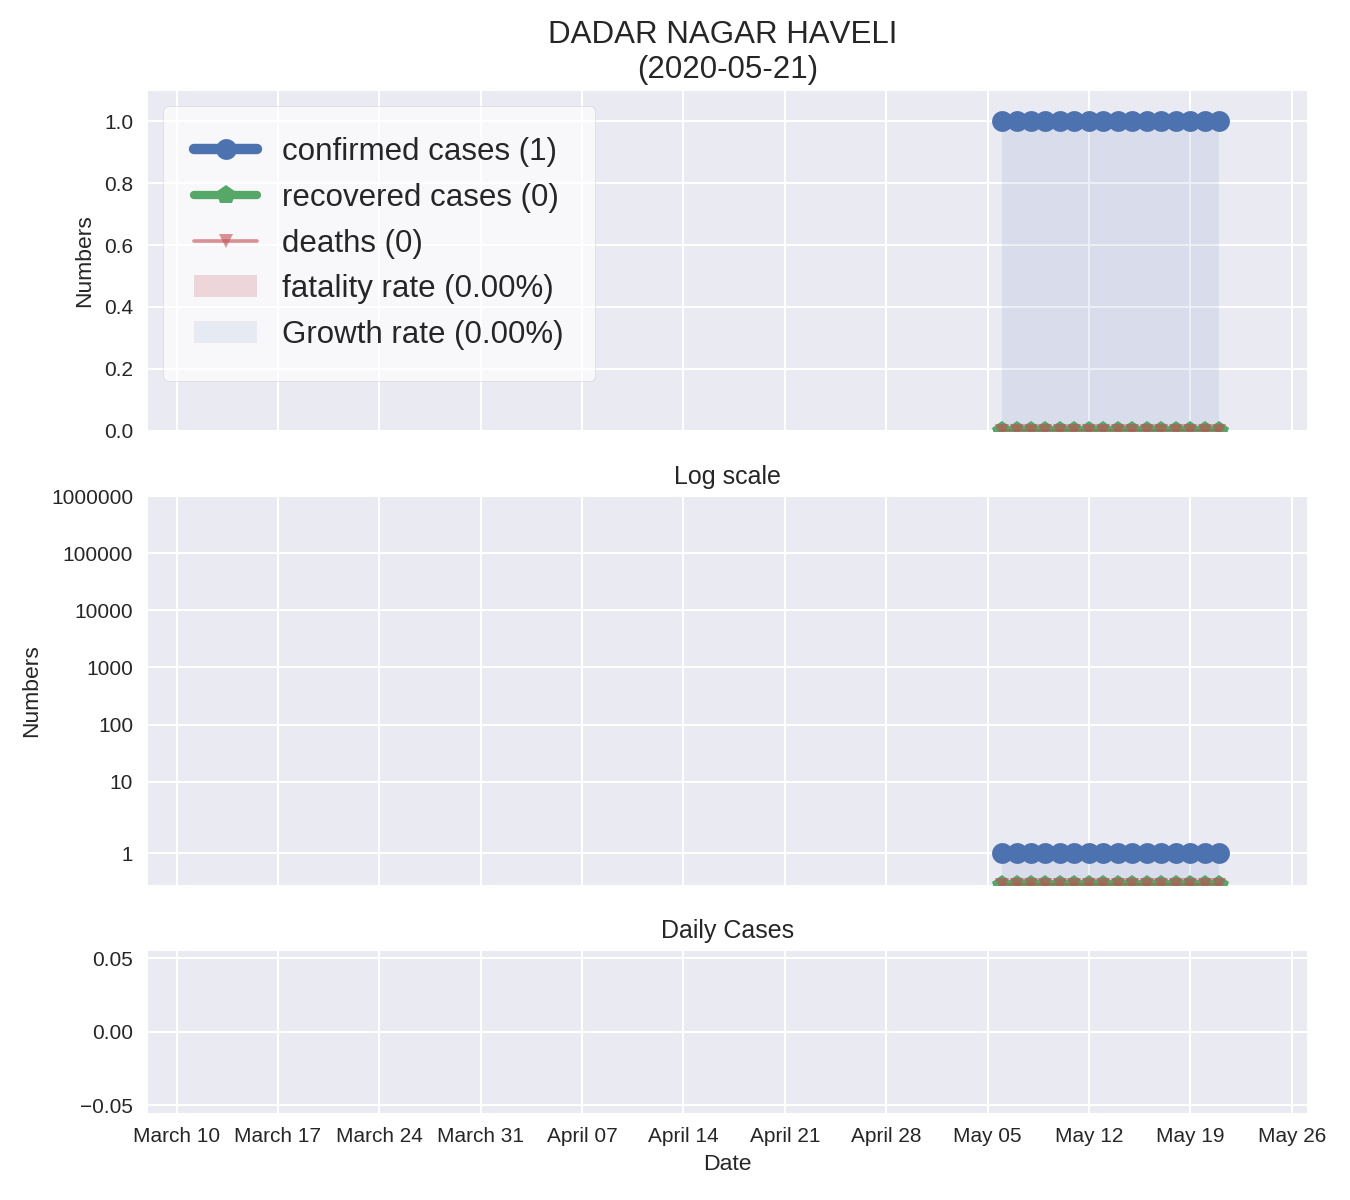 DADAR NAGAR HAVELI
(2020-05-21)
confirmed cases (1)
recovered cases (0)
deaths (0)
fatality rate (0.00%)
Growth rate (0.00%)
Numbers
1.0
0.8
0.6
0.4
0.2
0.0
Log scale
Numbers
1000000
100000
10000
1000
100
10
1
Daily Cases
0.05
0.00
−0.05
March 10 March 17 March 24 March 31 April 07 April 14 April 21 April 28 May 05 May 12 May 19 May 26
Date